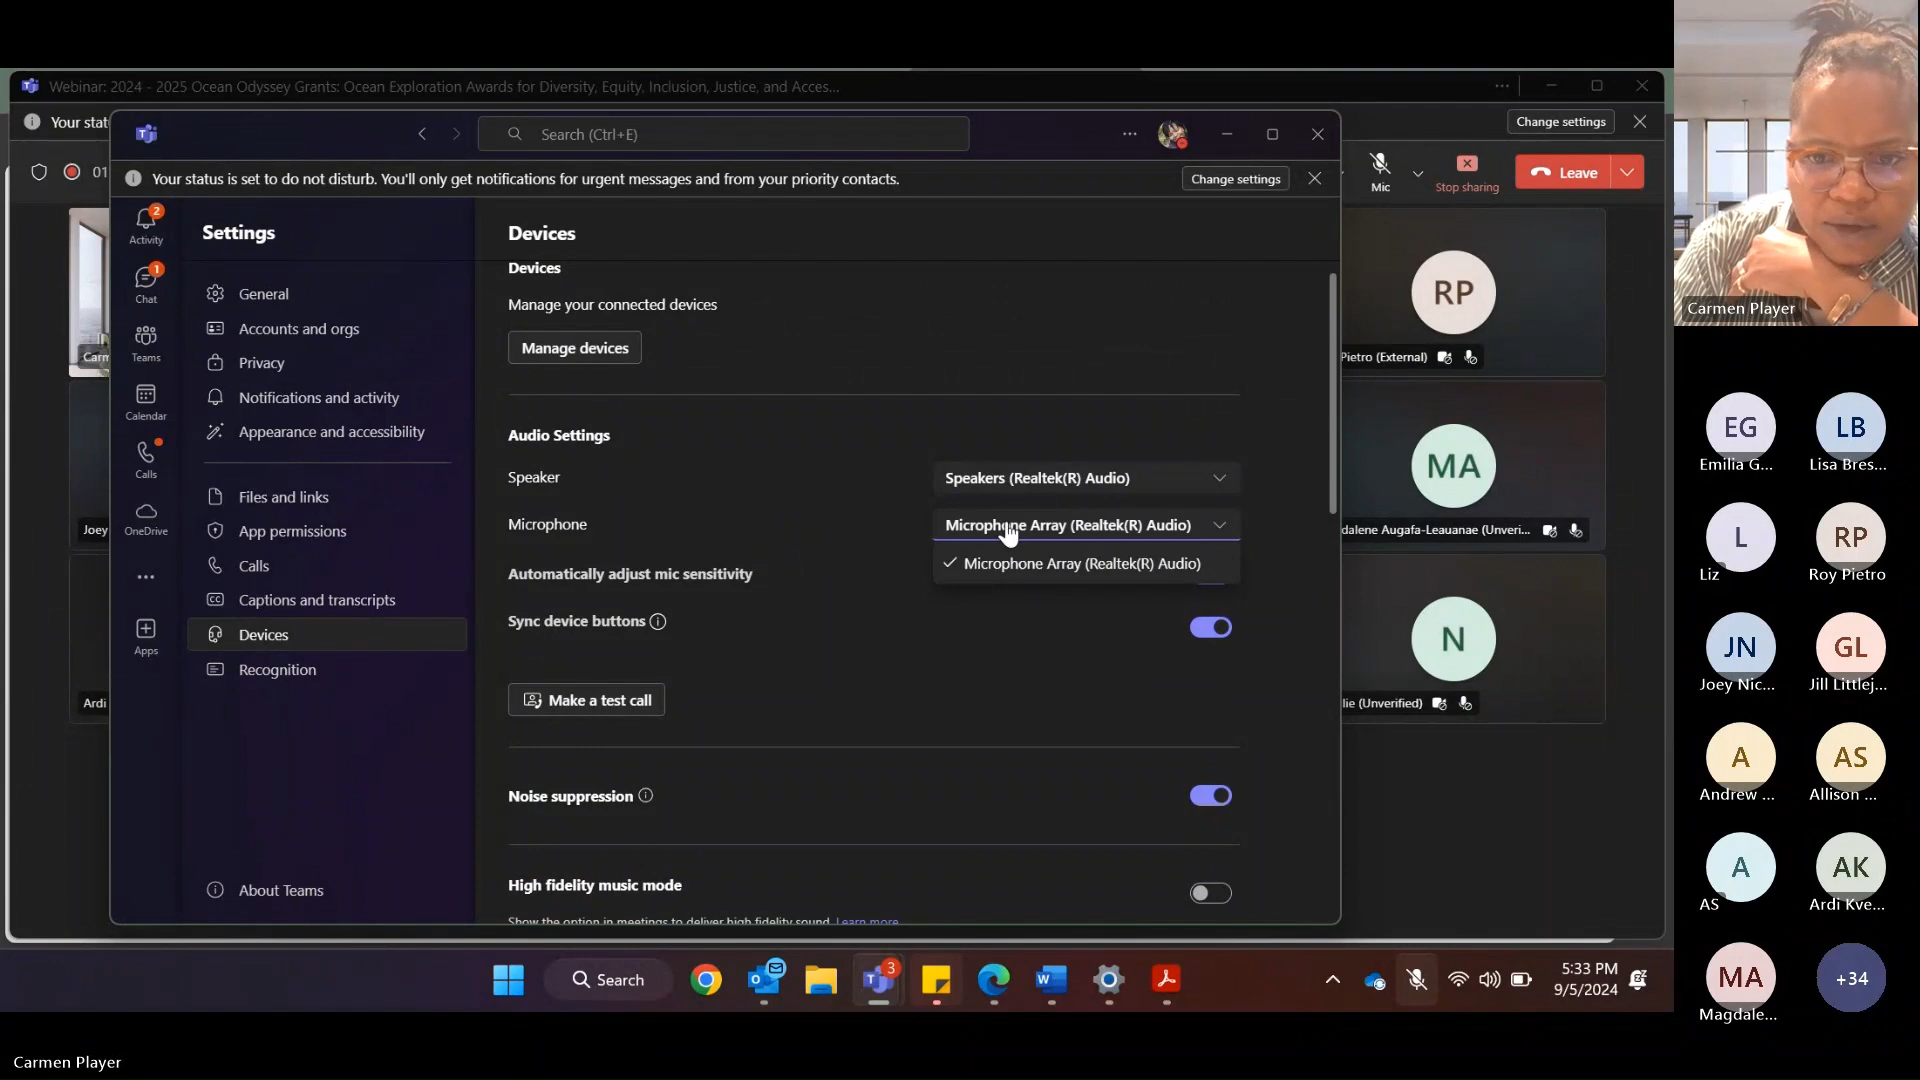 Webinar: 2024 - 2025 Ocean Odyssey Grants: Ocean Exploration Awards for Diversity, Equity, Inclusion, Justice, and Acces...
Your stat
Change settings
01
Mic
Stop sharing
Leave
Search (Ctrl+E)
Your status is set to do not disturb. You'll only get notifications for urgent messages and from your priority contacts.
Change settings
2
Activity
1
Chat
Teams
Calendar
Calls
OneDrive
Apps
Settings
General
Accounts and orgs
Privacy
Notifications and activity
Appearance and accessibility
Files and links
App permissions
Calls
CC
Captions and transcripts
Devices
Recognition
About Teams
Devices
Devices
Manage your connected devices
Manage devices
Audio Settings
Speaker
Speakers (Realtek(R) Audio)
Microphone
Microphone Array (Realtek(R) Audio)
Microphone Array (Realtek(R) Audio)
Automatically adjust mic sensitivity
Sync device buttons
Make a test call
Noise suppression
High fidelity music mode
Show the option in meetings to deliver high fidelity sound. Learn more
Carm
Joey
Ardi
RP
Pietro (External)
MA
dalene Augafa-Leauanae (Unveri...
N
lie (Unverified)
Carmen Player
EG
Emilia G...
LB
Lisa Bres...
L
Liz
RP
Roy Pietro
JN
Joey Nic...
GL
Jill Littlej...
A
Andrew ...
AS
Allison ...
A
AS
AK
Ardi Kve...
MA
Magdale...
+34
Search
3
5:33 PM
9/5/2024
Carmen Player